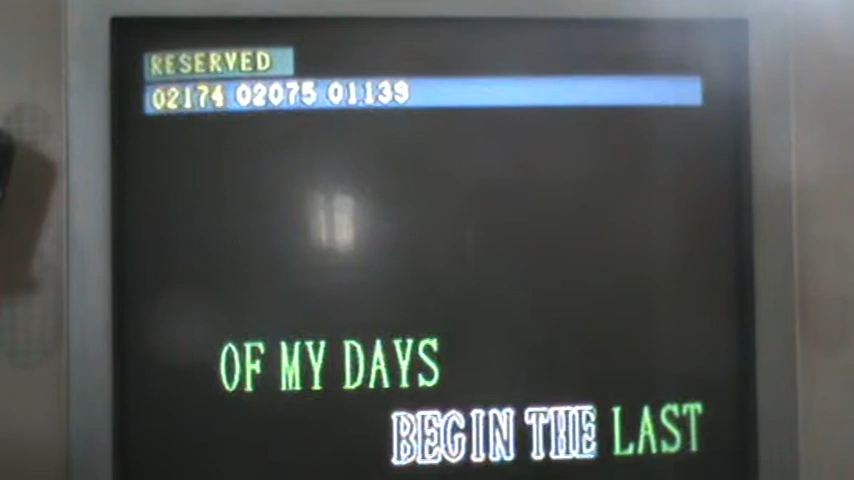 RESERVED
02174 02075 01139
OF MY DAYS
BEGIN THE LAST